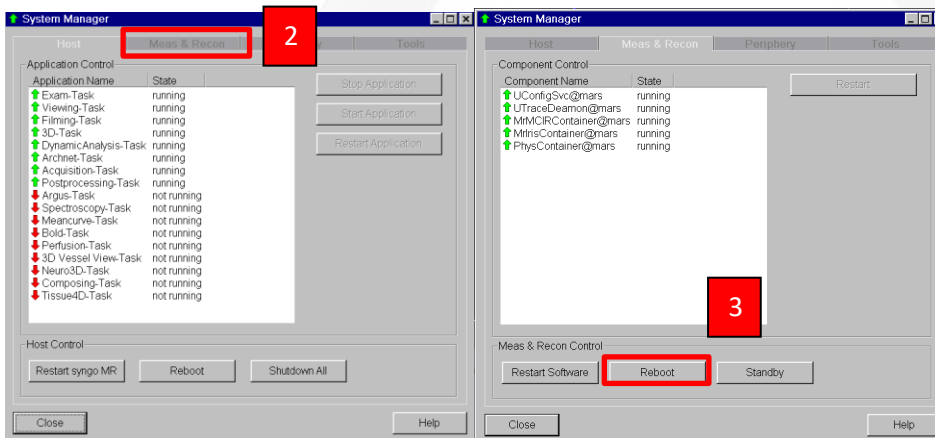 System Manager
Host Meas & Recon ry Tools
2
Application Control
Application Name State
Exam-Task running
Viewing-Task running
Filming-Task running
3D-Task running
DynamicAnalysis-Task running
Archnet-Task running
Acquisition-Task running
Postprocessing-Task running
Argus-Task not running
Spectroscopy-Task not running
Meancurve-Task not running
Bold-Task not running
Perfusion-Task not running
3D Vessel View-Task not running
Neuro3D-Task not running
Composing-Task not running
Tissue4D-Task not running
Stop Application
Start Application
Restart Application
Host Control
Restart syngo MR Reboot Shutdown All
Close Help
System Manager
Host Meas & Recon Periphery Tools
Component Control
Component Name State
UConfigSvc@mars running
UTraceDeamon@mars running
MrMCIRContainer@mars running
MrIrisContainer@mars running
PhysContainer@mars running
Restart
3
Meas & Recon Control
Restart Software Reboot Standby
Close Help